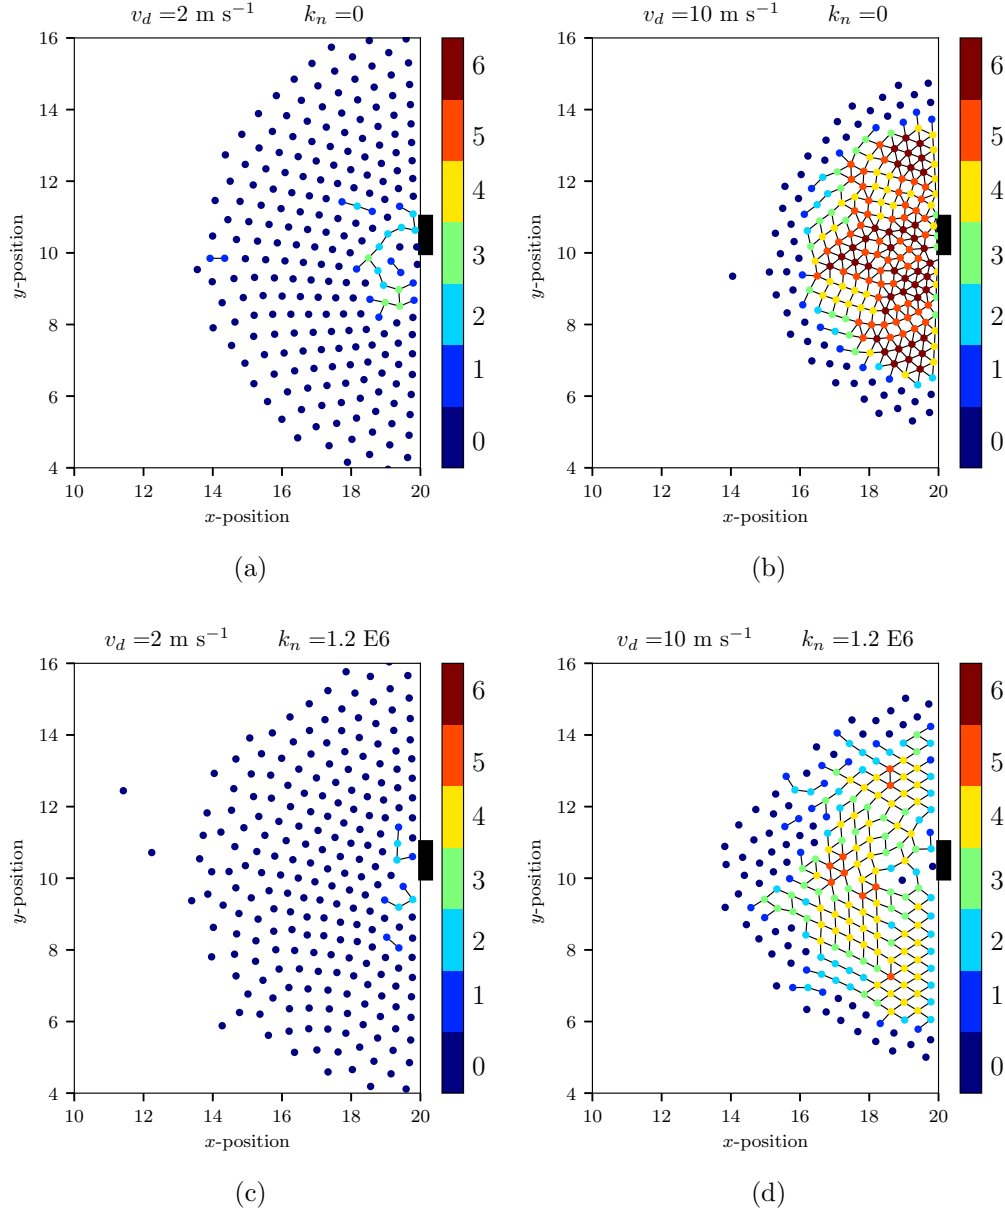 v_d =2 m s⁻¹ k_n =0
v_d =10 m s⁻¹ k_n =0
16
14
12
10
8
6
4
10 12 14 16 18 20
x-position
y-position
6
5
4
3
2
1
0
(a)
16
14
12
10
8
6
4
10 12 14 16 18 20
x-position
y-position
6
5
4
3
2
1
0
(b)
v_d =2 m s⁻¹ k_n =1.2 E6
v_d =10 m s⁻¹ k_n =1.2 E6
16
14
12
10
8
6
4
10 12 14 16 18 20
x-position
y-position
6
5
4
3
2
1
0
(c)
16
14
12
10
8
6
4
10 12 14 16 18 20
x-position
y-position
6
5
4
3
2
1
0
(d)